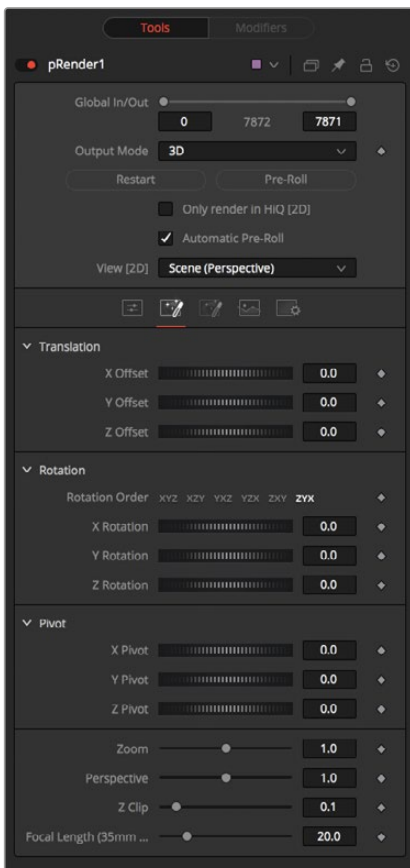 Tools Modifiers
pRender1
Global In/Out
0 7872 7871
Output Mode 3D
Restart Pre-Roll
Only render in HiQ [2D]
Automatic Pre-Roll
View [2D] Scene (Perspective)
Translation
X Offset 0.0
Y Offset 0.0
Z Offset 0.0
Rotation
Rotation Order XYZ XZY YXZ YZX ZXY ZYX
X Rotation 0.0
Y Rotation 0.0
Z Rotation 0.0
Pivot
X Pivot 0.0
Y Pivot 0.0
Z Pivot 0.0
Zoom 1.0
Perspective 1.0
Z Clip 0.1
Focal Length (35mm ... 20.0